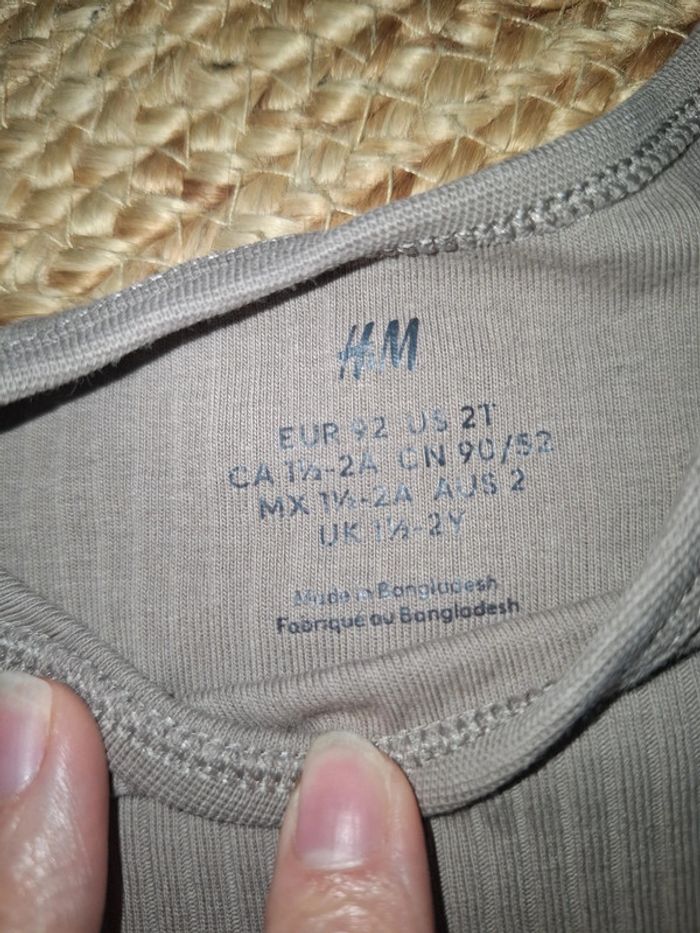 H&M
EUR 92 US 2T
CA 1½-2A CN 90/52
MX 1½-2A AUS 2
UK 1½-2Y
Made in Bangladesh
Fabriqué au Bangladesh